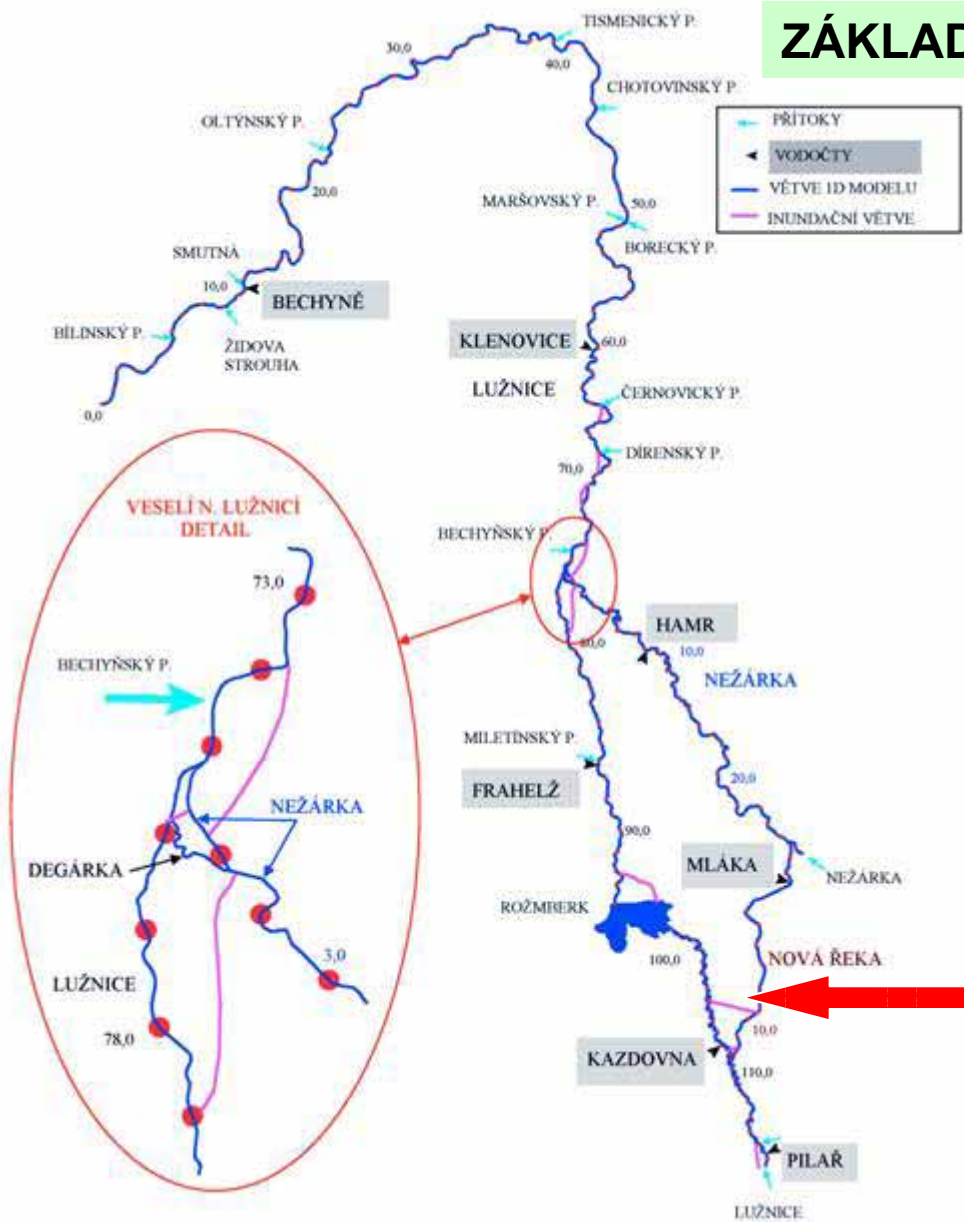 ZÁKLAD
TISMENICKÝ P.
30,0
40,0
CHOTOVINSKÝ P
OLTÝNSKÝ P.
PŘÍTOKY
VODOČTY
VĚTVE 1D MODELU
INUNDAČNÍ VĚTVE
20,0
MARŠOVSKÝ P.
50,0
BORECKÝ P.
SMUTNÁ
10,0
BECHYNĚ
BÍLINSKÝ P.
ŽIDOVA
STROUHA
KLENOVICE
60,0
LUŽNICE
ČERNOVICKÝ P.
0,0
DÍRENSKÝ P.
70,0
VESELÍ N. LUŽNICÍ
DETAIL
BECHYŇSKÝ P.
73,0
HAMR
80,0
10,0
BECHYŇSKÝ P.
NEŽÁRKA
MILETÍNSKÝ P.
FRAHELŽ
20,0
NEŽÁRKA
90,0
DEGÁRKA
MLÁKA
NEŽÁRKA
ROŽMBERK
3,0
100,0
NOVÁ ŘEKA
LUŽNICE
78,0
10,0
KAZDOVNA
110,0
PILAŘ
LUŽNICE